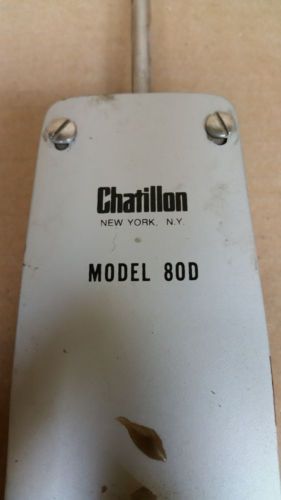 Chatillon
NEW YORK, N.Y.
MODEL 80D